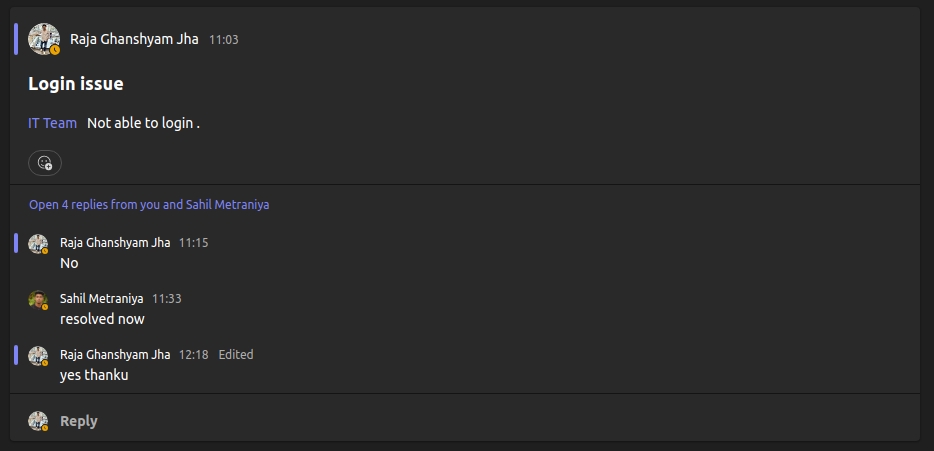 Raja Ghanshyam Jha 11:03
Login issue
IT Team Not able to login .
Open 4 replies from you and Sahil Metraniya
Raja Ghanshyam Jha 11:15
No
Sahil Metraniya 11:33
resolved now
Raja Ghanshyam Jha 12:18 Edited
yes thanku
Reply